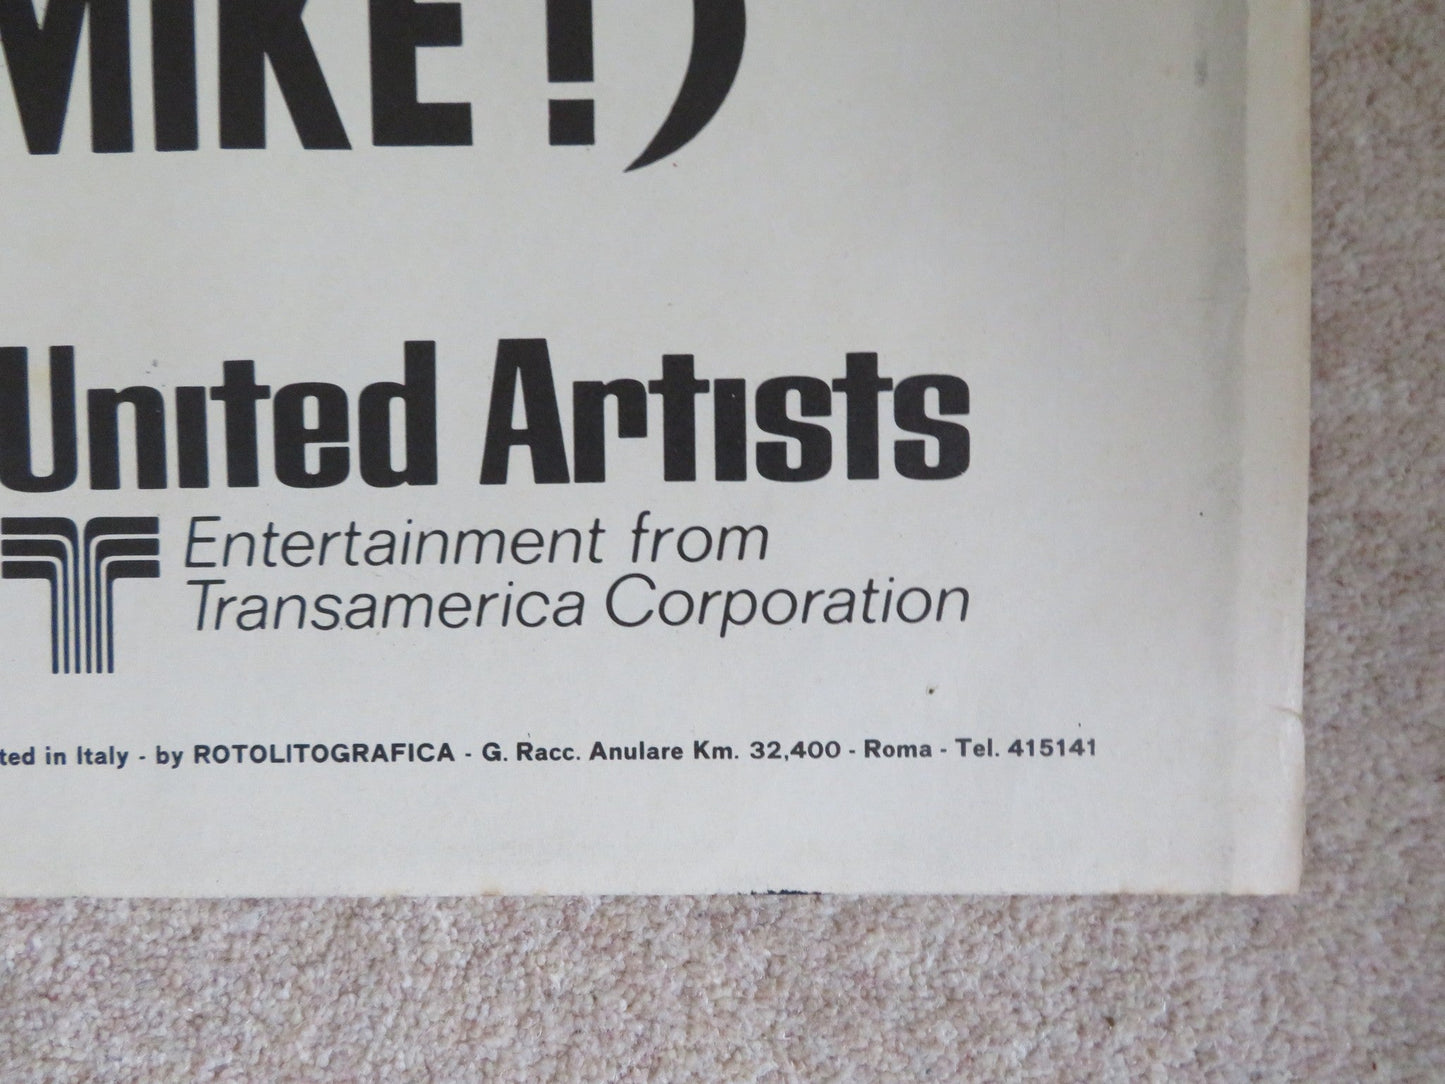 MIKE!)
United Artists
Entertainment from
Transamerica Corporation
ted in Italy - by ROTOLITOGRAFICA - G. Racc. Anulare Km. 32,400 - Roma - Tel. 415141